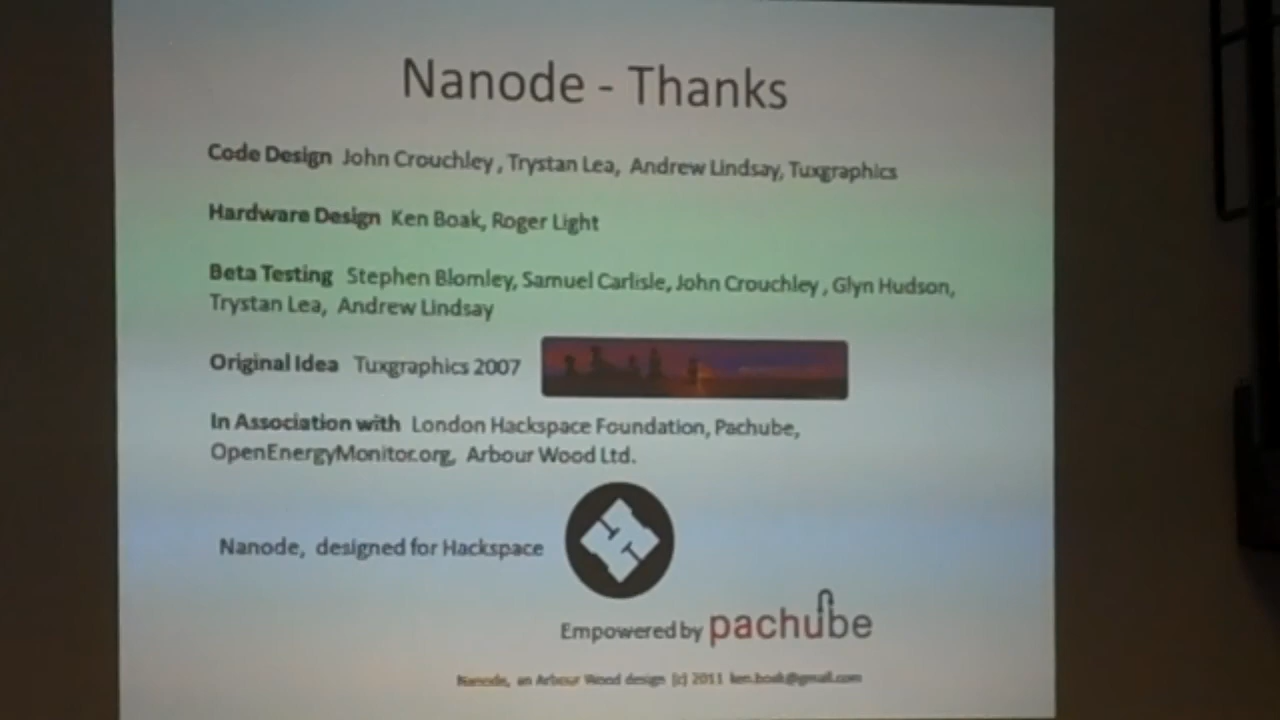 Nanode - Thanks
Code Design John Crouchley , Trystan Lea, Andrew Lindsay, Tuxgraphics
Hardware Design Ken Boak, Roger Light
Beta Testing Stephen Blomley, Samuel Carlisle, John Crouchley , Glyn Hudson,
Trystan Lea, Andrew Lindsay
Original Idea Tuxgraphics 2007
In Association with London Hackspace Foundation, Pachube,
OpenEnergyMonitor.org, Arbour Wood Ltd.
Nanode, designed for Hackspace
Empowered by pachube
Nanode, an Arbour Wood design (c) 2011 ken.boak@gmail.com